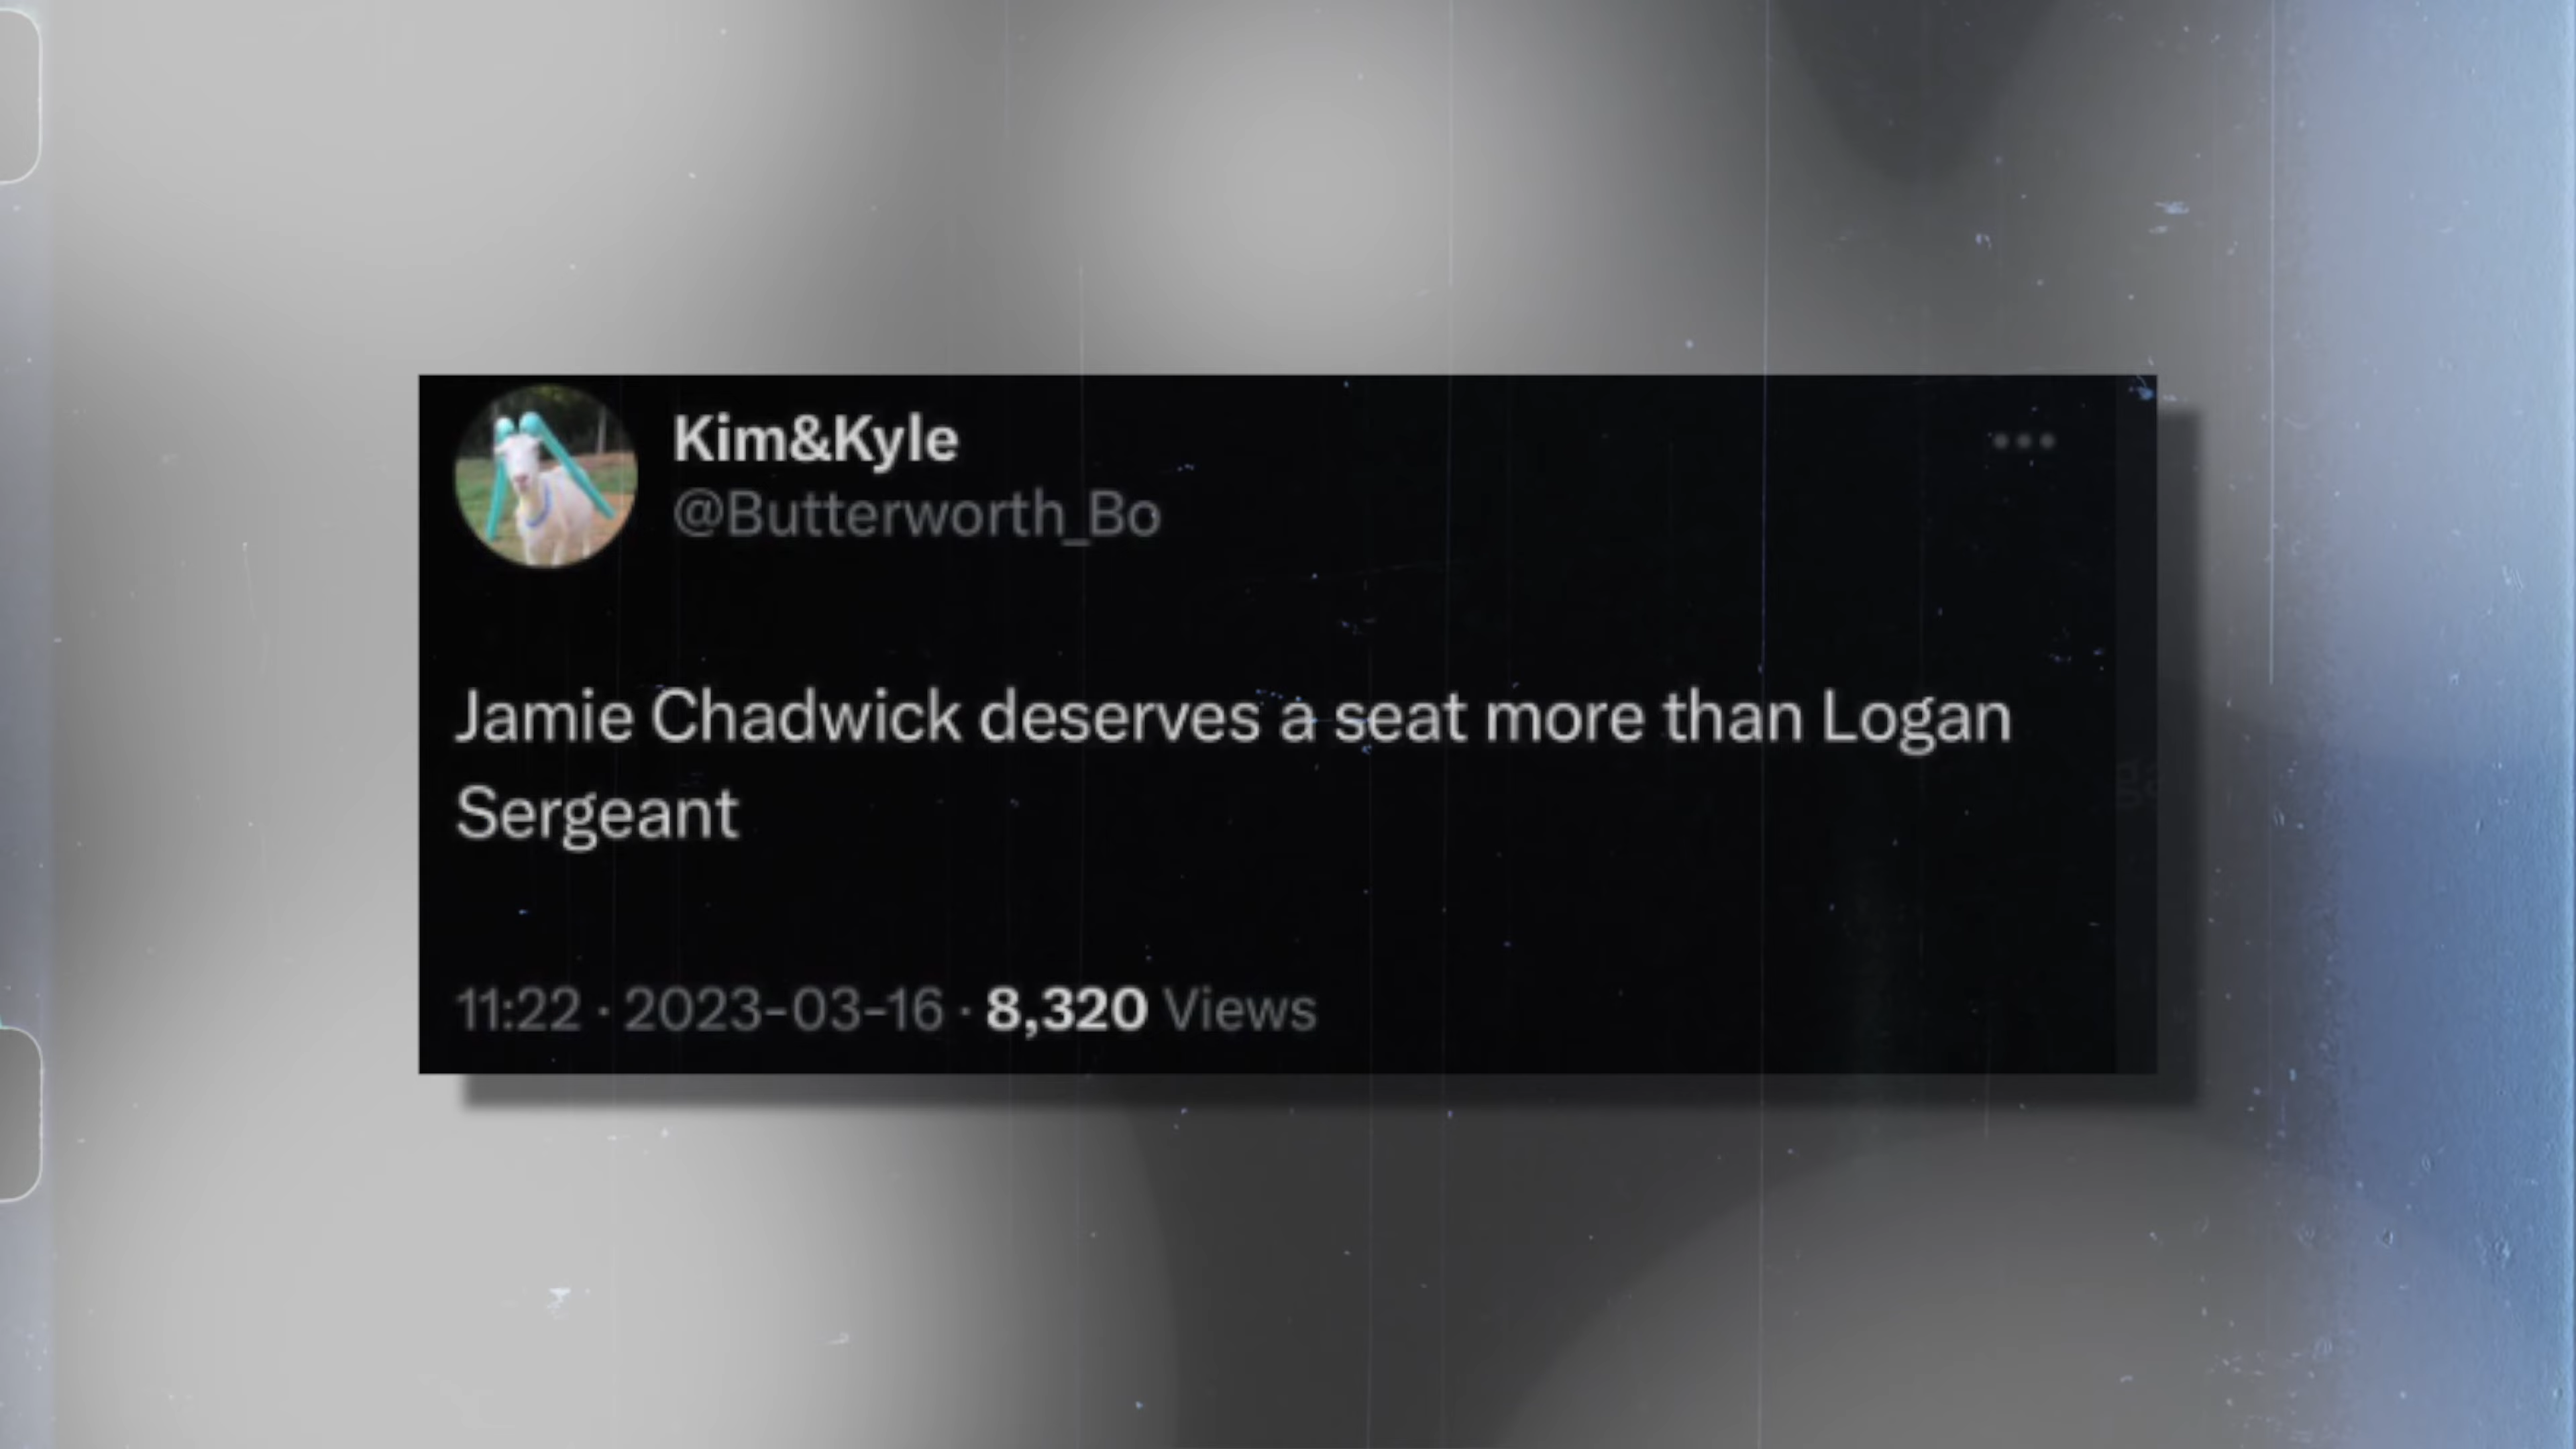 Kim&Kyle
@Butterworth_Bo
Jamie Chadwick deserves a seat more than Logan
Sergeant
11:22 · 2023-03-16 · 8,320 Views